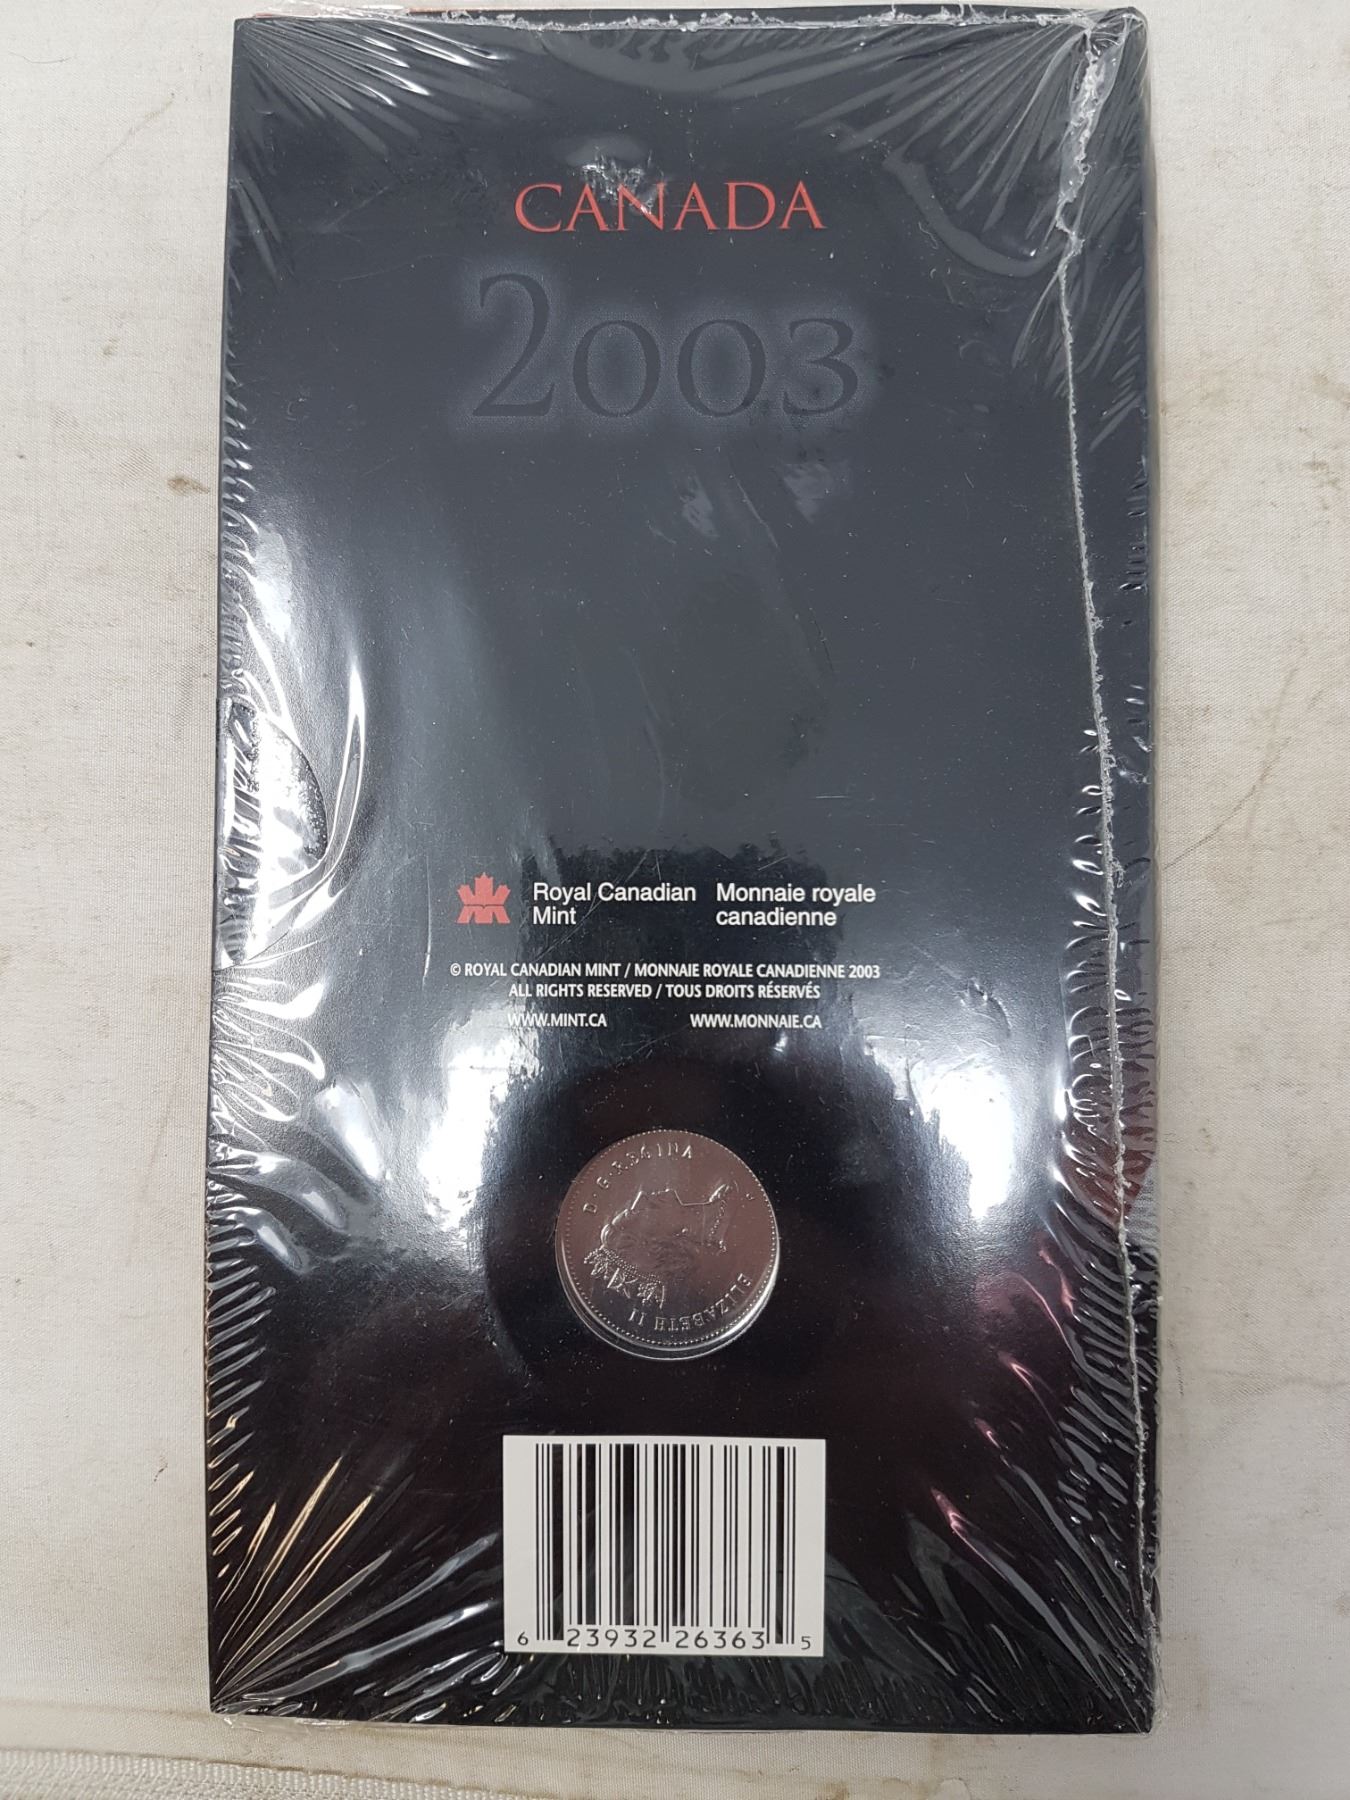 CANADA
2003
Royal Canadian Mint
Monnaie royale canadienne
© ROYAL CANADIAN MINT / MONNAIE ROYALE CANADIENNE 2003
ALL RIGHTS RESERVED / TOUS DROITS RÉSERVÉS
WWW.MINT.CA WWW.MONNAIE.CA
ELIZABETH II D·G·REGINA
6 23932 26363 5